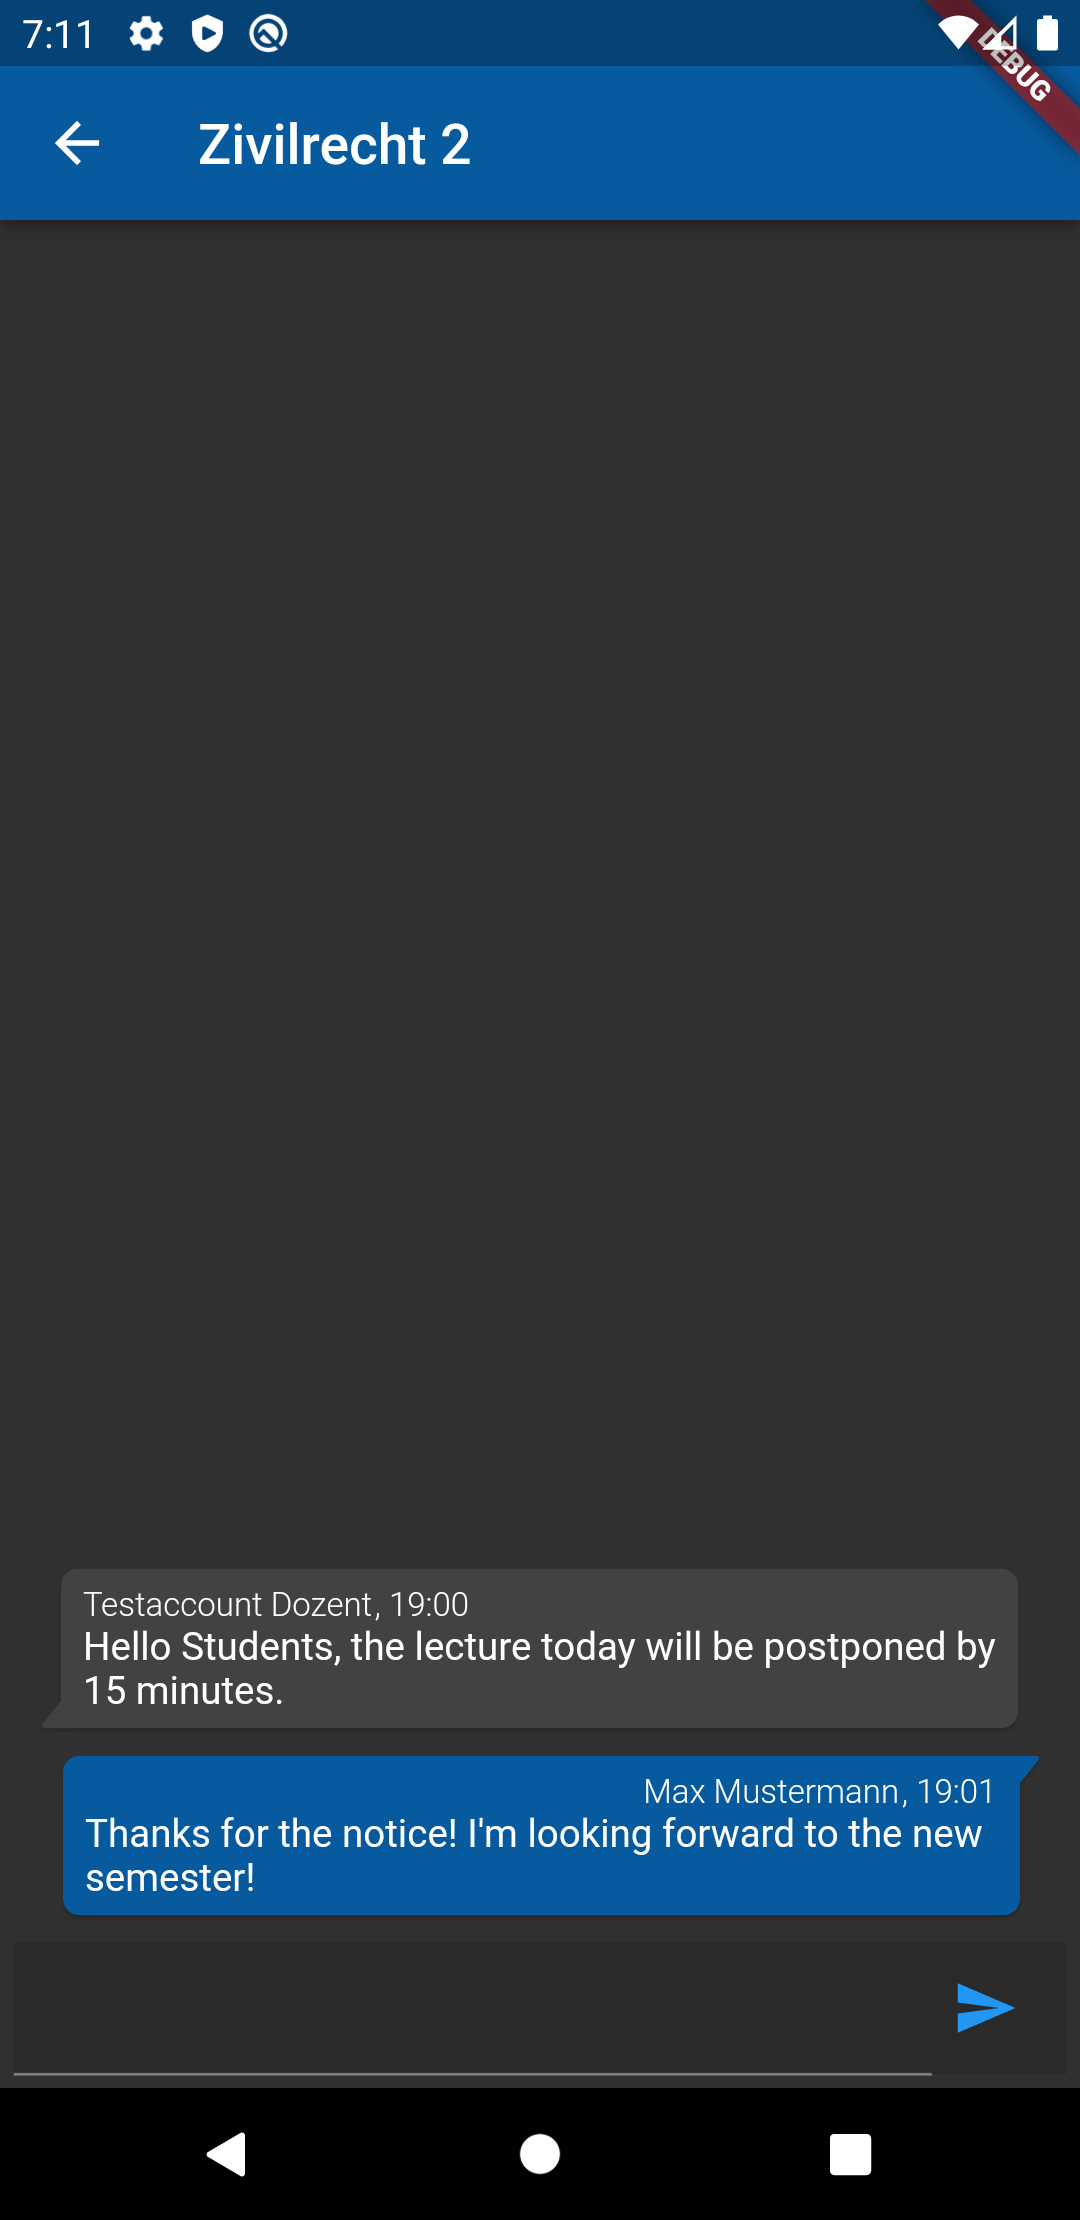 7:11
DEBUG
Zivilrecht 2
Testaccount Dozent, 19:00
Hello Students, the lecture today will be postponed by
15 minutes.
Max Mustermann, 19:01
Thanks for the notice! I'm looking forward to the new
semester!